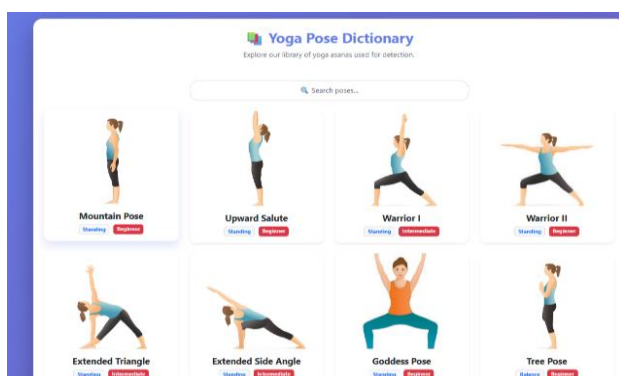 Yoga Pose Dictionary
Explore our library of yoga asanas used for detection.
Search poses...
Mountain Pose
Standing Beginner
Upward Salute
Standing Beginner
Warrior I
Standing Intermediate
Warrior II
Standing Beginner
Extended Triangle
Standing Intermediate
Extended Side Angle
Standing Intermediate
Goddess Pose
Standing Beginner
Tree Pose
Balance Beginner